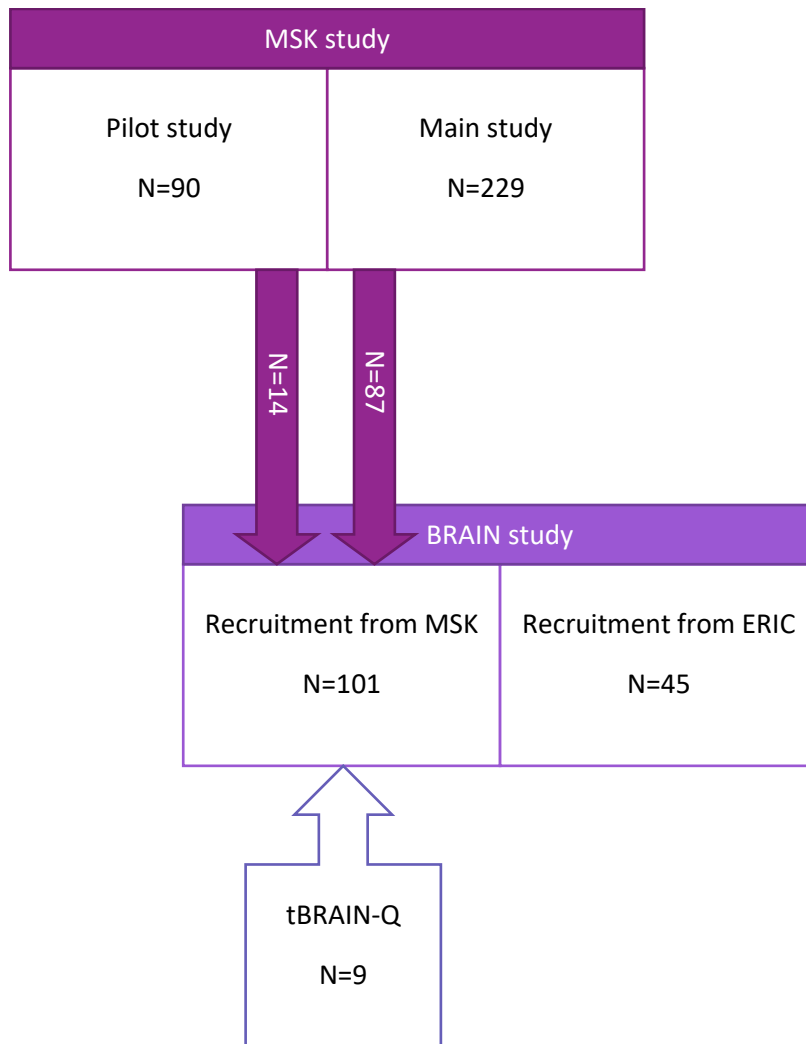 MSK study
Pilot study
N=90
Main study
N=229
N=14
N=87
BRAIN study
Recruitment from MSK
N=101
Recruitment from ERIC
N=45
tBRAIN-Q
N=9